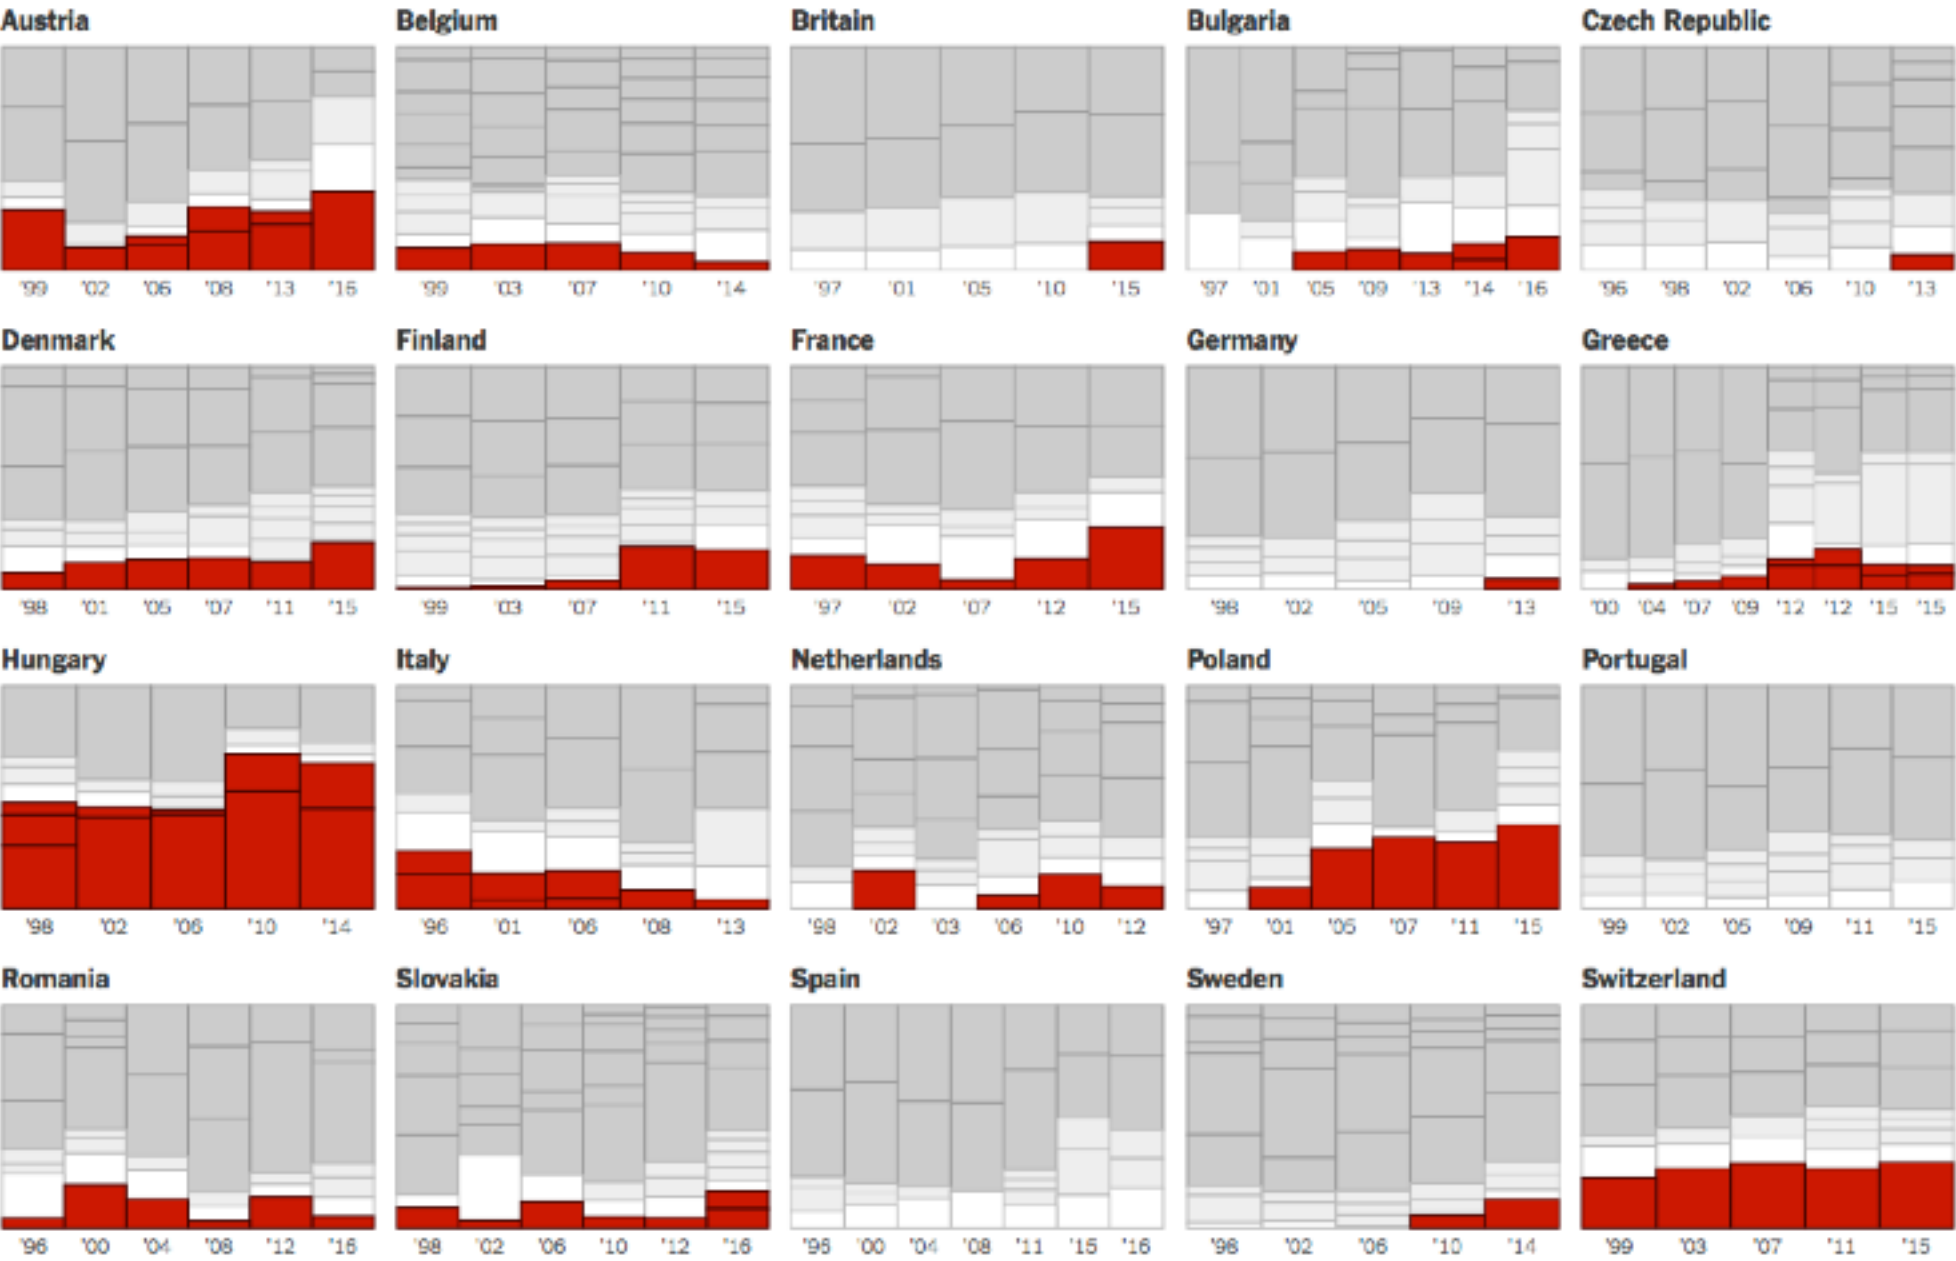 Austria Belgium Britain Bulgaria Czech Republic
'99 '02 '06 '08 '13 '16 '99 '03 '07 '10 '14 '97 '01 '05 '10 '15 '97 '01 '05 '09 '13 '14 '16 '96 '98 '02 '06 '10 '13
Denmark Finland France Germany Greece
'98 '01 '05 '07 '11 '15 '99 '03 '07 '11 '15 '97 '02 '07 '12 '15 '98 '02 '05 '09 '13 '00 '04 '07 '09 '12 '12 '15 '15
Hungary Italy Netherlands Poland Portugal
'98 '02 '06 '10 '14 '96 '01 '06 '08 '13 '98 '02 '03 '06 '10 '12 '97 '01 '05 '07 '11 '15 '99 '02 '05 '09 '11 '15
Romania Slovakia Spain Sweden Switzerland
'96 '00 '04 '08 '12 '16 '98 '02 '06 '10 '12 '16 '96 '00 '04 '08 '11 '15 '16 '98 '02 '06 '10 '14 '99 '03 '07 '11 '15